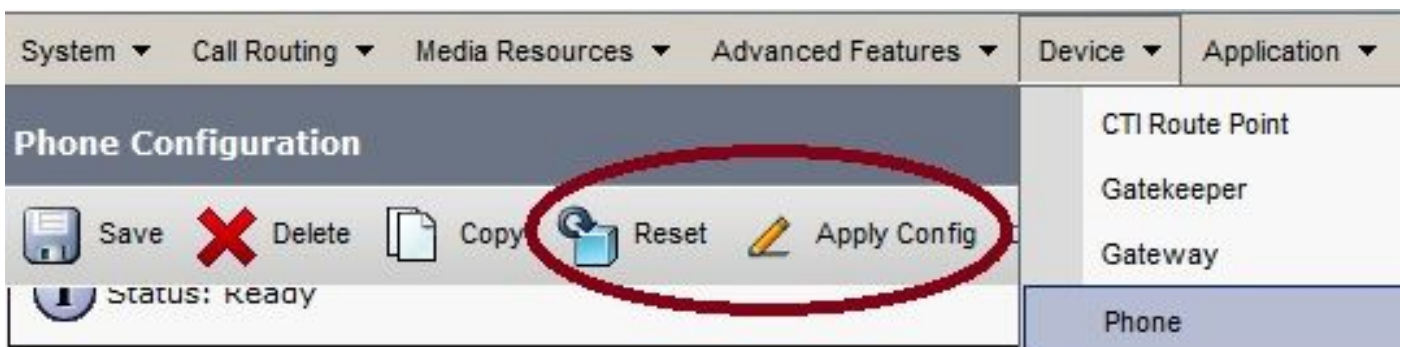 System Call Routing Media Resources Advanced Features Device Application
Phone Configuration
Save Delete Copy Reset Apply Config
Status: Ready
CTI Route Point
Gatekeeper
Gateway
Phone